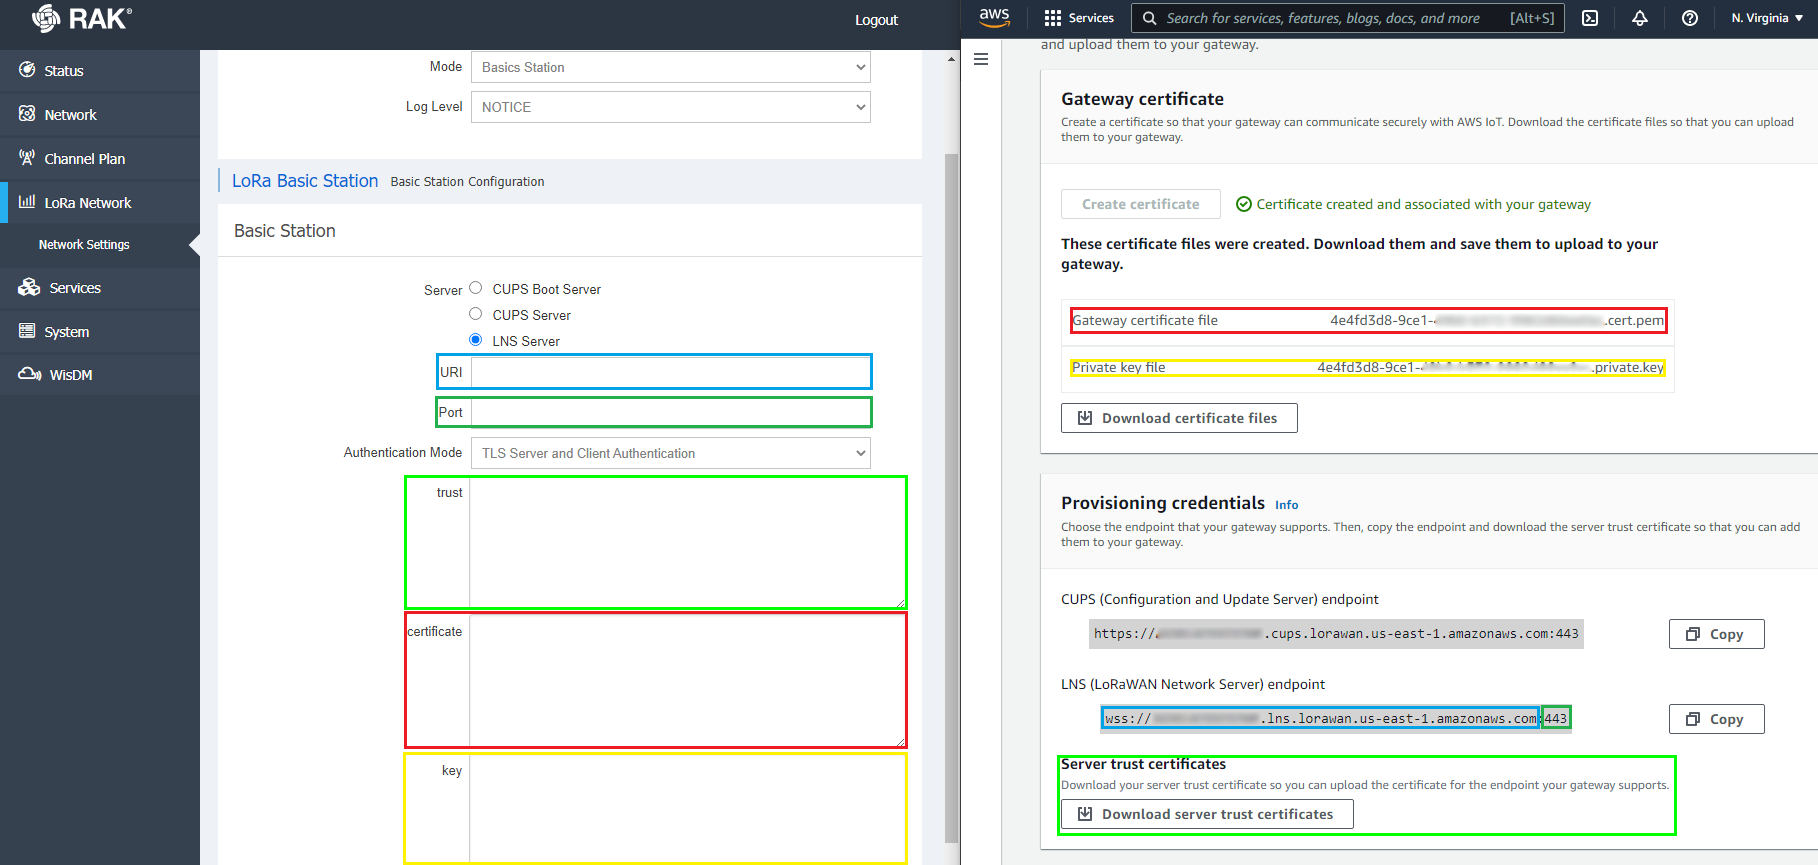 RAK®
Logout
Status
Network
Channel Plan
LoRa Network
Network Settings
Services
System
WisDM
Mode
Basics Station
Log Level
NOTICE
LoRa Basic Station Basic Station Configuration
Basic Station
Server
CUPS Boot Server
CUPS Server
LNS Server
URI
Port
Authentication Mode
TLS Server and Client Authentication
trust
certificate
key
aws
Services
Search for services, features, blogs, docs, and more [Alt+S]
N. Virginia
and upload them to your gateway.
Gateway certificate
Create a certificate so that your gateway can communicate securely with AWS IoT. Download the certificate files so that you can upload
them to your gateway.
Create certificate
Certificate created and associated with your gateway
These certificate files were created. Download them and save them to upload to your
gateway.
Gateway certificate file 4e4fd3d8-9ce1- .cert.pem
Private key file 4e4fd3d8-9ce1- .private.key
Download certificate files
Provisioning credentials Info
Choose the endpoint that your gateway supports. Then, copy the endpoint and download the server trust certificate so that you can add
them to your gateway.
CUPS (Configuration and Update Server) endpoint
https:// .cups.lorawan.us-east-1.amazonaws.com:443
Copy
LNS (LoRaWAN Network Server) endpoint
wss:// .lns.lorawan.us-east-1.amazonaws.com:443
Copy
Server trust certificates
Download your server trust certificate so you can upload the certificate for the endpoint your gateway supports.
Download server trust certificates